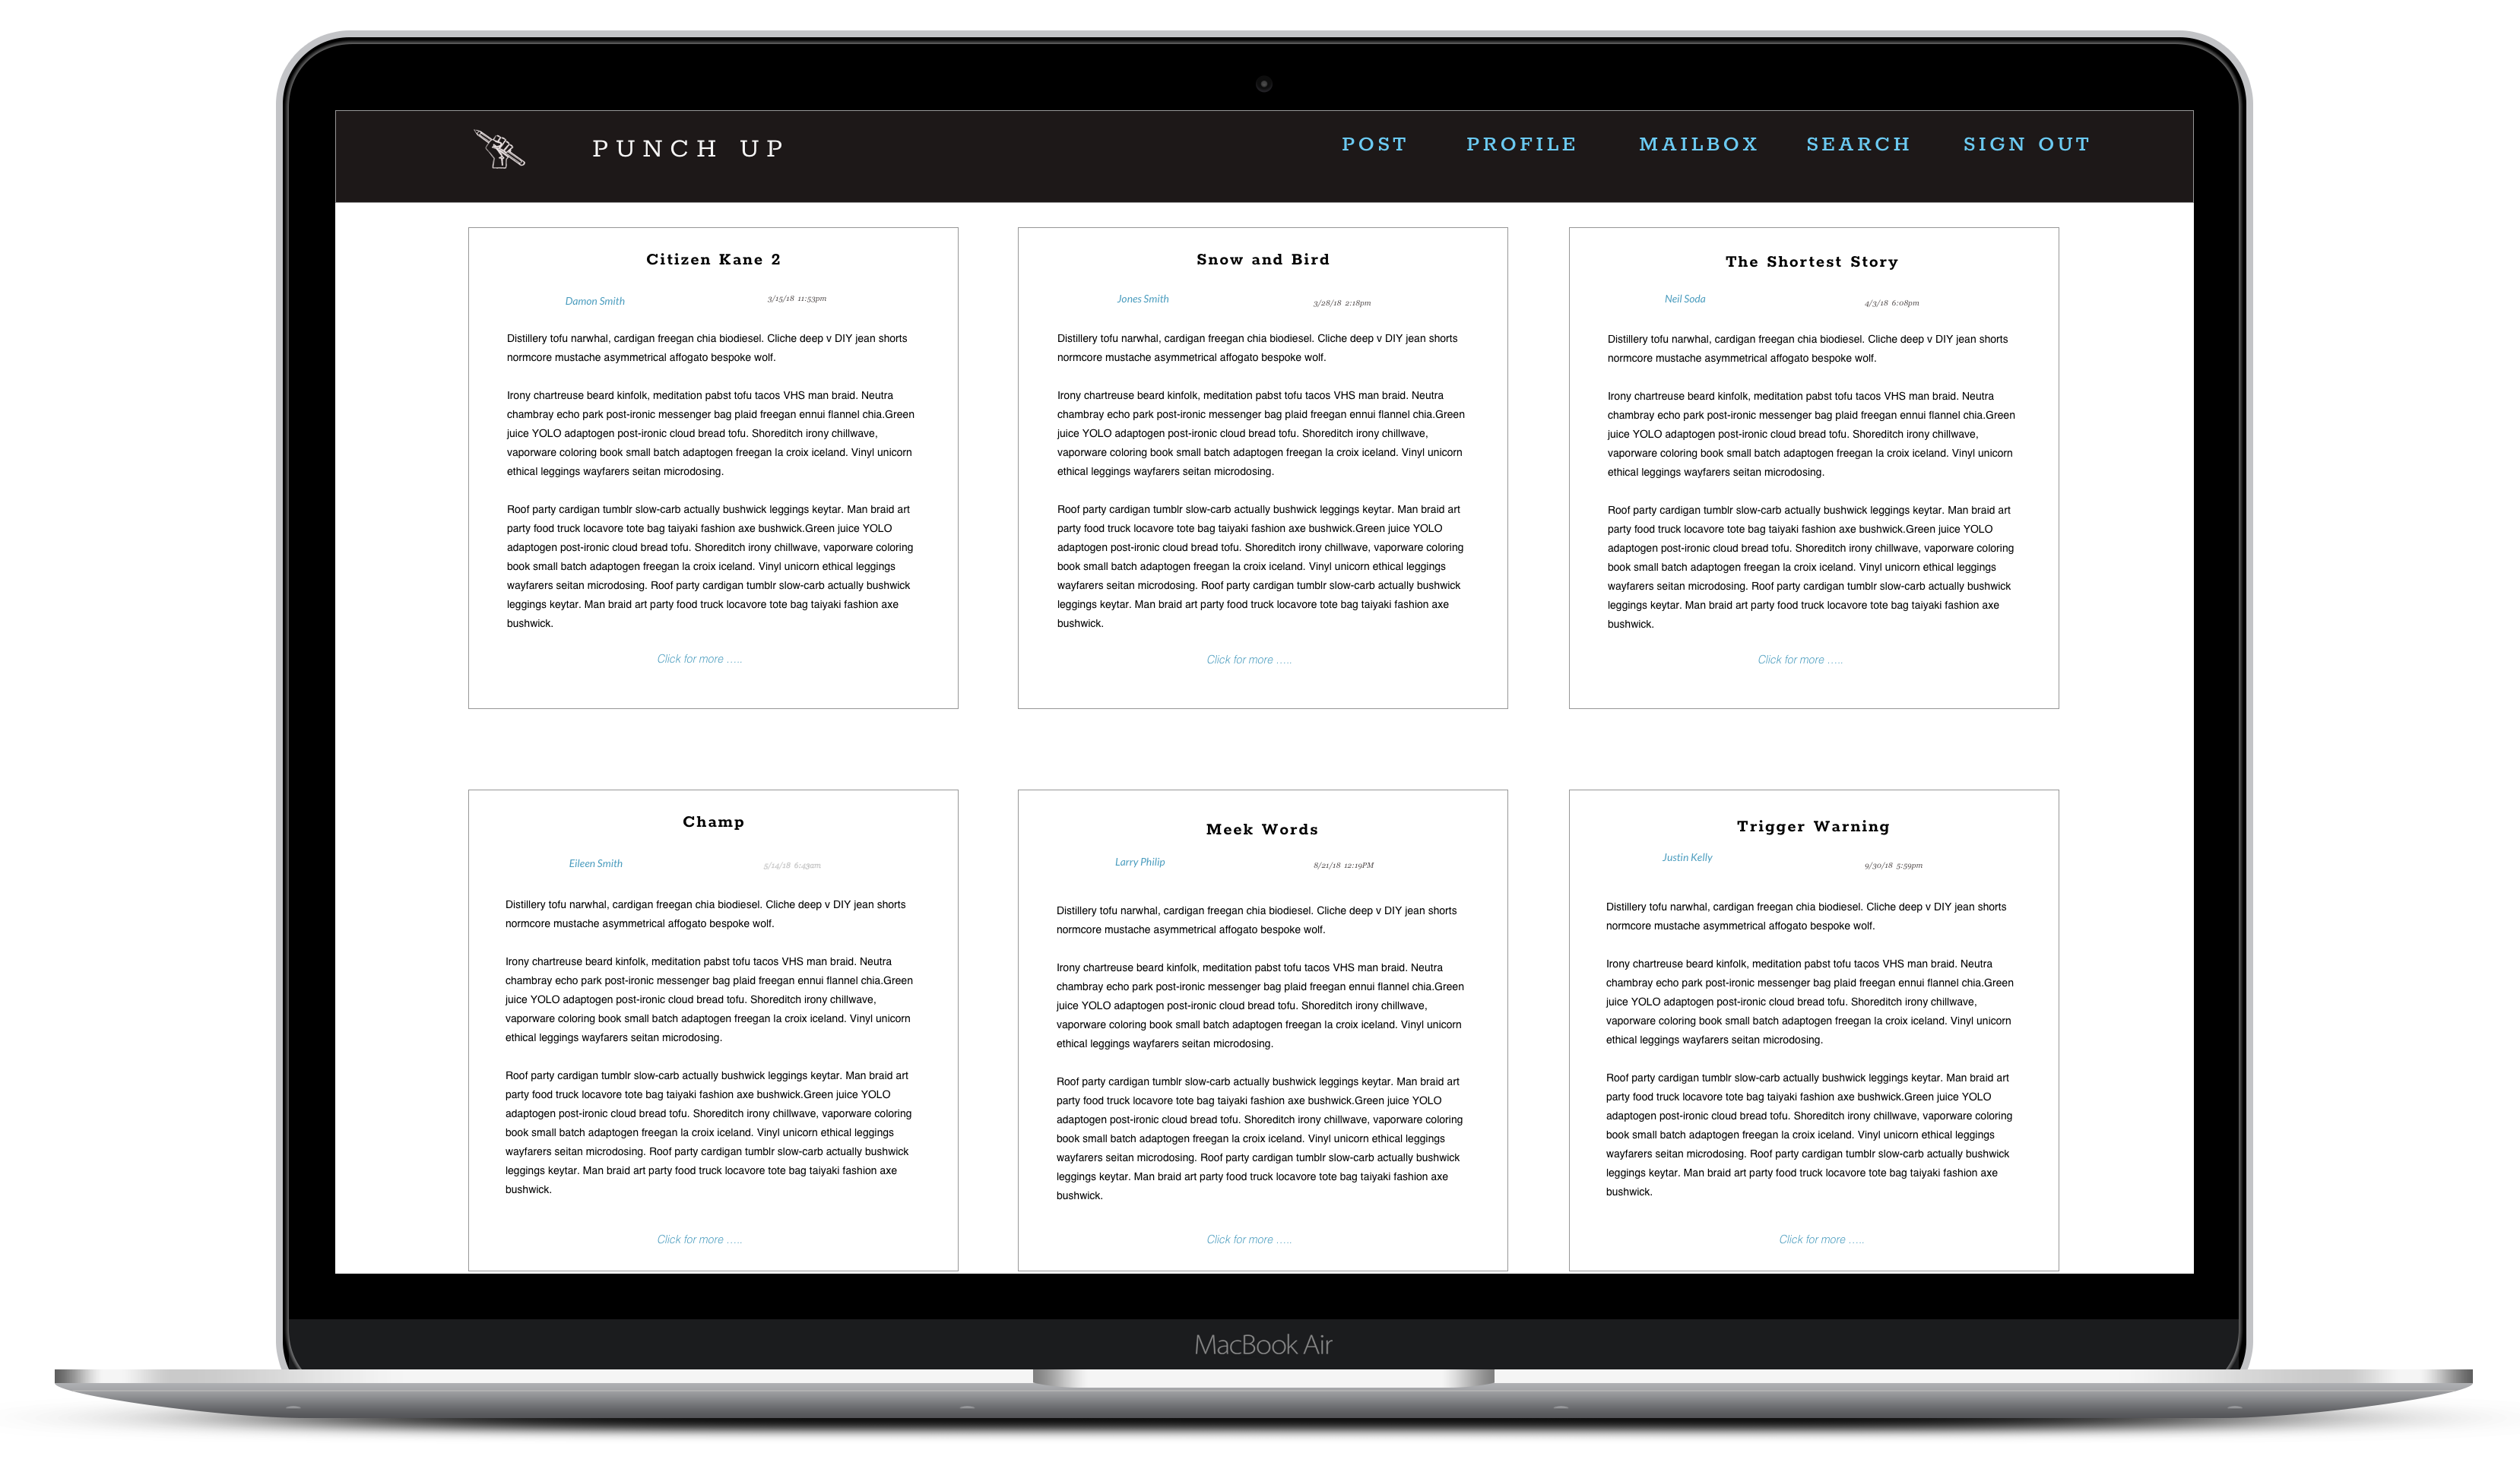 PUNCH UP
POST PROFILE MAILBOX SEARCH SIGN OUT
Citizen Kane 2
Damon Smith 3/15/18 11:53pm
Distillery tofu narwhal, cardigan freegan chia biodiesel. Cliche deep v DIY jean shorts
normcore mustache asymmetrical affogato bespoke wolf.
Irony chartreuse beard kinfolk, meditation pabst tofu tacos VHS man braid. Neutra
chambray echo park post-ironic messenger bag plaid freegan ennui flannel chia.Green
juice YOLO adaptogen post-ironic cloud bread tofu. Shoreditch irony chillwave,
vaporware coloring book small batch adaptogen freegan la croix iceland. Vinyl unicorn
ethical leggings wayfarers seitan microdosing.
Roof party cardigan tumblr slow-carb actually bushwick leggings keytar. Man braid art
party food truck locavore tote bag taiyaki fashion axe bushwick.Green juice YOLO
adaptogen post-ironic cloud bread tofu. Shoreditch irony chillwave, vaporware coloring
book small batch adaptogen freegan la croix iceland. Vinyl unicorn ethical leggings
wayfarers seitan microdosing. Roof party cardigan tumblr slow-carb actually bushwick
leggings keytar. Man braid art party food truck locavore tote bag taiyaki fashion axe
bushwick.
Click for more .....
Snow and Bird
Jones Smith 3/28/18 2:18pm
Distillery tofu narwhal, cardigan freegan chia biodiesel. Cliche deep v DIY jean shorts
normcore mustache asymmetrical affogato bespoke wolf.
Irony chartreuse beard kinfolk, meditation pabst tofu tacos VHS man braid. Neutra
chambray echo park post-ironic messenger bag plaid freegan ennui flannel chia.Green
juice YOLO adaptogen post-ironic cloud bread tofu. Shoreditch irony chillwave,
vaporware coloring book small batch adaptogen freegan la croix iceland. Vinyl unicorn
ethical leggings wayfarers seitan microdosing.
Roof party cardigan tumblr slow-carb actually bushwick leggings keytar. Man braid art
party food truck locavore tote bag taiyaki fashion axe bushwick.Green juice YOLO
adaptogen post-ironic cloud bread tofu. Shoreditch irony chillwave, vaporware coloring
book small batch adaptogen freegan la croix iceland. Vinyl unicorn ethical leggings
wayfarers seitan microdosing. Roof party cardigan tumblr slow-carb actually bushwick
leggings keytar. Man braid art party food truck locavore tote bag taiyaki fashion axe
bushwick.
Click for more .....
The Shortest Story
Neil Soda 4/3/18 6:08pm
Distillery tofu narwhal, cardigan freegan chia biodiesel. Cliche deep v DIY jean shorts
normcore mustache asymmetrical affogato bespoke wolf.
Irony chartreuse beard kinfolk, meditation pabst tofu tacos VHS man braid. Neutra
chambray echo park post-ironic messenger bag plaid freegan ennui flannel chia.Green
juice YOLO adaptogen post-ironic cloud bread tofu. Shoreditch irony chillwave,
vaporware coloring book small batch adaptogen freegan la croix iceland. Vinyl unicorn
ethical leggings wayfarers seitan microdosing.
Roof party cardigan tumblr slow-carb actually bushwick leggings keytar. Man braid art
party food truck locavore tote bag taiyaki fashion axe bushwick.Green juice YOLO
adaptogen post-ironic cloud bread tofu. Shoreditch irony chillwave, vaporware coloring
book small batch adaptogen freegan la croix iceland. Vinyl unicorn ethical leggings
wayfarers seitan microdosing. Roof party cardigan tumblr slow-carb actually bushwick
leggings keytar. Man braid art party food truck locavore tote bag taiyaki fashion axe
bushwick.
Click for more .....
Champ
Eileen Smith 5/14/18 6:43am
Distillery tofu narwhal, cardigan freegan chia biodiesel. Cliche deep v DIY jean shorts
normcore mustache asymmetrical affogato bespoke wolf.
Irony chartreuse beard kinfolk, meditation pabst tofu tacos VHS man braid. Neutra
chambray echo park post-ironic messenger bag plaid freegan ennui flannel chia.Green
juice YOLO adaptogen post-ironic cloud bread tofu. Shoreditch irony chillwave,
vaporware coloring book small batch adaptogen freegan la croix iceland. Vinyl unicorn
ethical leggings wayfarers seitan microdosing.
Roof party cardigan tumblr slow-carb actually bushwick leggings keytar. Man braid art
party food truck locavore tote bag taiyaki fashion axe bushwick.Green juice YOLO
adaptogen post-ironic cloud bread tofu. Shoreditch irony chillwave, vaporware coloring
book small batch adaptogen freegan la croix iceland. Vinyl unicorn ethical leggings
wayfarers seitan microdosing. Roof party cardigan tumblr slow-carb actually bushwick
leggings keytar. Man braid art party food truck locavore tote bag taiyaki fashion axe
bushwick.
Click for more .....
Meek Words
Larry Philip 8/21/18 12:19PM
Distillery tofu narwhal, cardigan freegan chia biodiesel. Cliche deep v DIY jean shorts
normcore mustache asymmetrical affogato bespoke wolf.
Irony chartreuse beard kinfolk, meditation pabst tofu tacos VHS man braid. Neutra
chambray echo park post-ironic messenger bag plaid freegan ennui flannel chia.Green
juice YOLO adaptogen post-ironic cloud bread tofu. Shoreditch irony chillwave,
vaporware coloring book small batch adaptogen freegan la croix iceland. Vinyl unicorn
ethical leggings wayfarers seitan microdosing.
Roof party cardigan tumblr slow-carb actually bushwick leggings keytar. Man braid art
party food truck locavore tote bag taiyaki fashion axe bushwick.Green juice YOLO
adaptogen post-ironic cloud bread tofu. Shoreditch irony chillwave, vaporware coloring
book small batch adaptogen freegan la croix iceland. Vinyl unicorn ethical leggings
wayfarers seitan microdosing. Roof party cardigan tumblr slow-carb actually bushwick
leggings keytar. Man braid art party food truck locavore tote bag taiyaki fashion axe
bushwick.
Click for more .....
Trigger Warning
Justin Kelly 9/30/18 5:59pm
Distillery tofu narwhal, cardigan freegan chia biodiesel. Cliche deep v DIY jean shorts
normcore mustache asymmetrical affogato bespoke wolf.
Irony chartreuse beard kinfolk, meditation pabst tofu tacos VHS man braid. Neutra
chambray echo park post-ironic messenger bag plaid freegan ennui flannel chia.Green
juice YOLO adaptogen post-ironic cloud bread tofu. Shoreditch irony chillwave,
vaporware coloring book small batch adaptogen freegan la croix iceland. Vinyl unicorn
ethical leggings wayfarers seitan microdosing.
Roof party cardigan tumblr slow-carb actually bushwick leggings keytar. Man braid art
party food truck locavore tote bag taiyaki fashion axe bushwick.Green juice YOLO
adaptogen post-ironic cloud bread tofu. Shoreditch irony chillwave, vaporware coloring
book small batch adaptogen freegan la croix iceland. Vinyl unicorn ethical leggings
wayfarers seitan microdosing. Roof party cardigan tumblr slow-carb actually bushwick
leggings keytar. Man braid art party food truck locavore tote bag taiyaki fashion axe
bushwick.
Click for more .....
MacBook Air